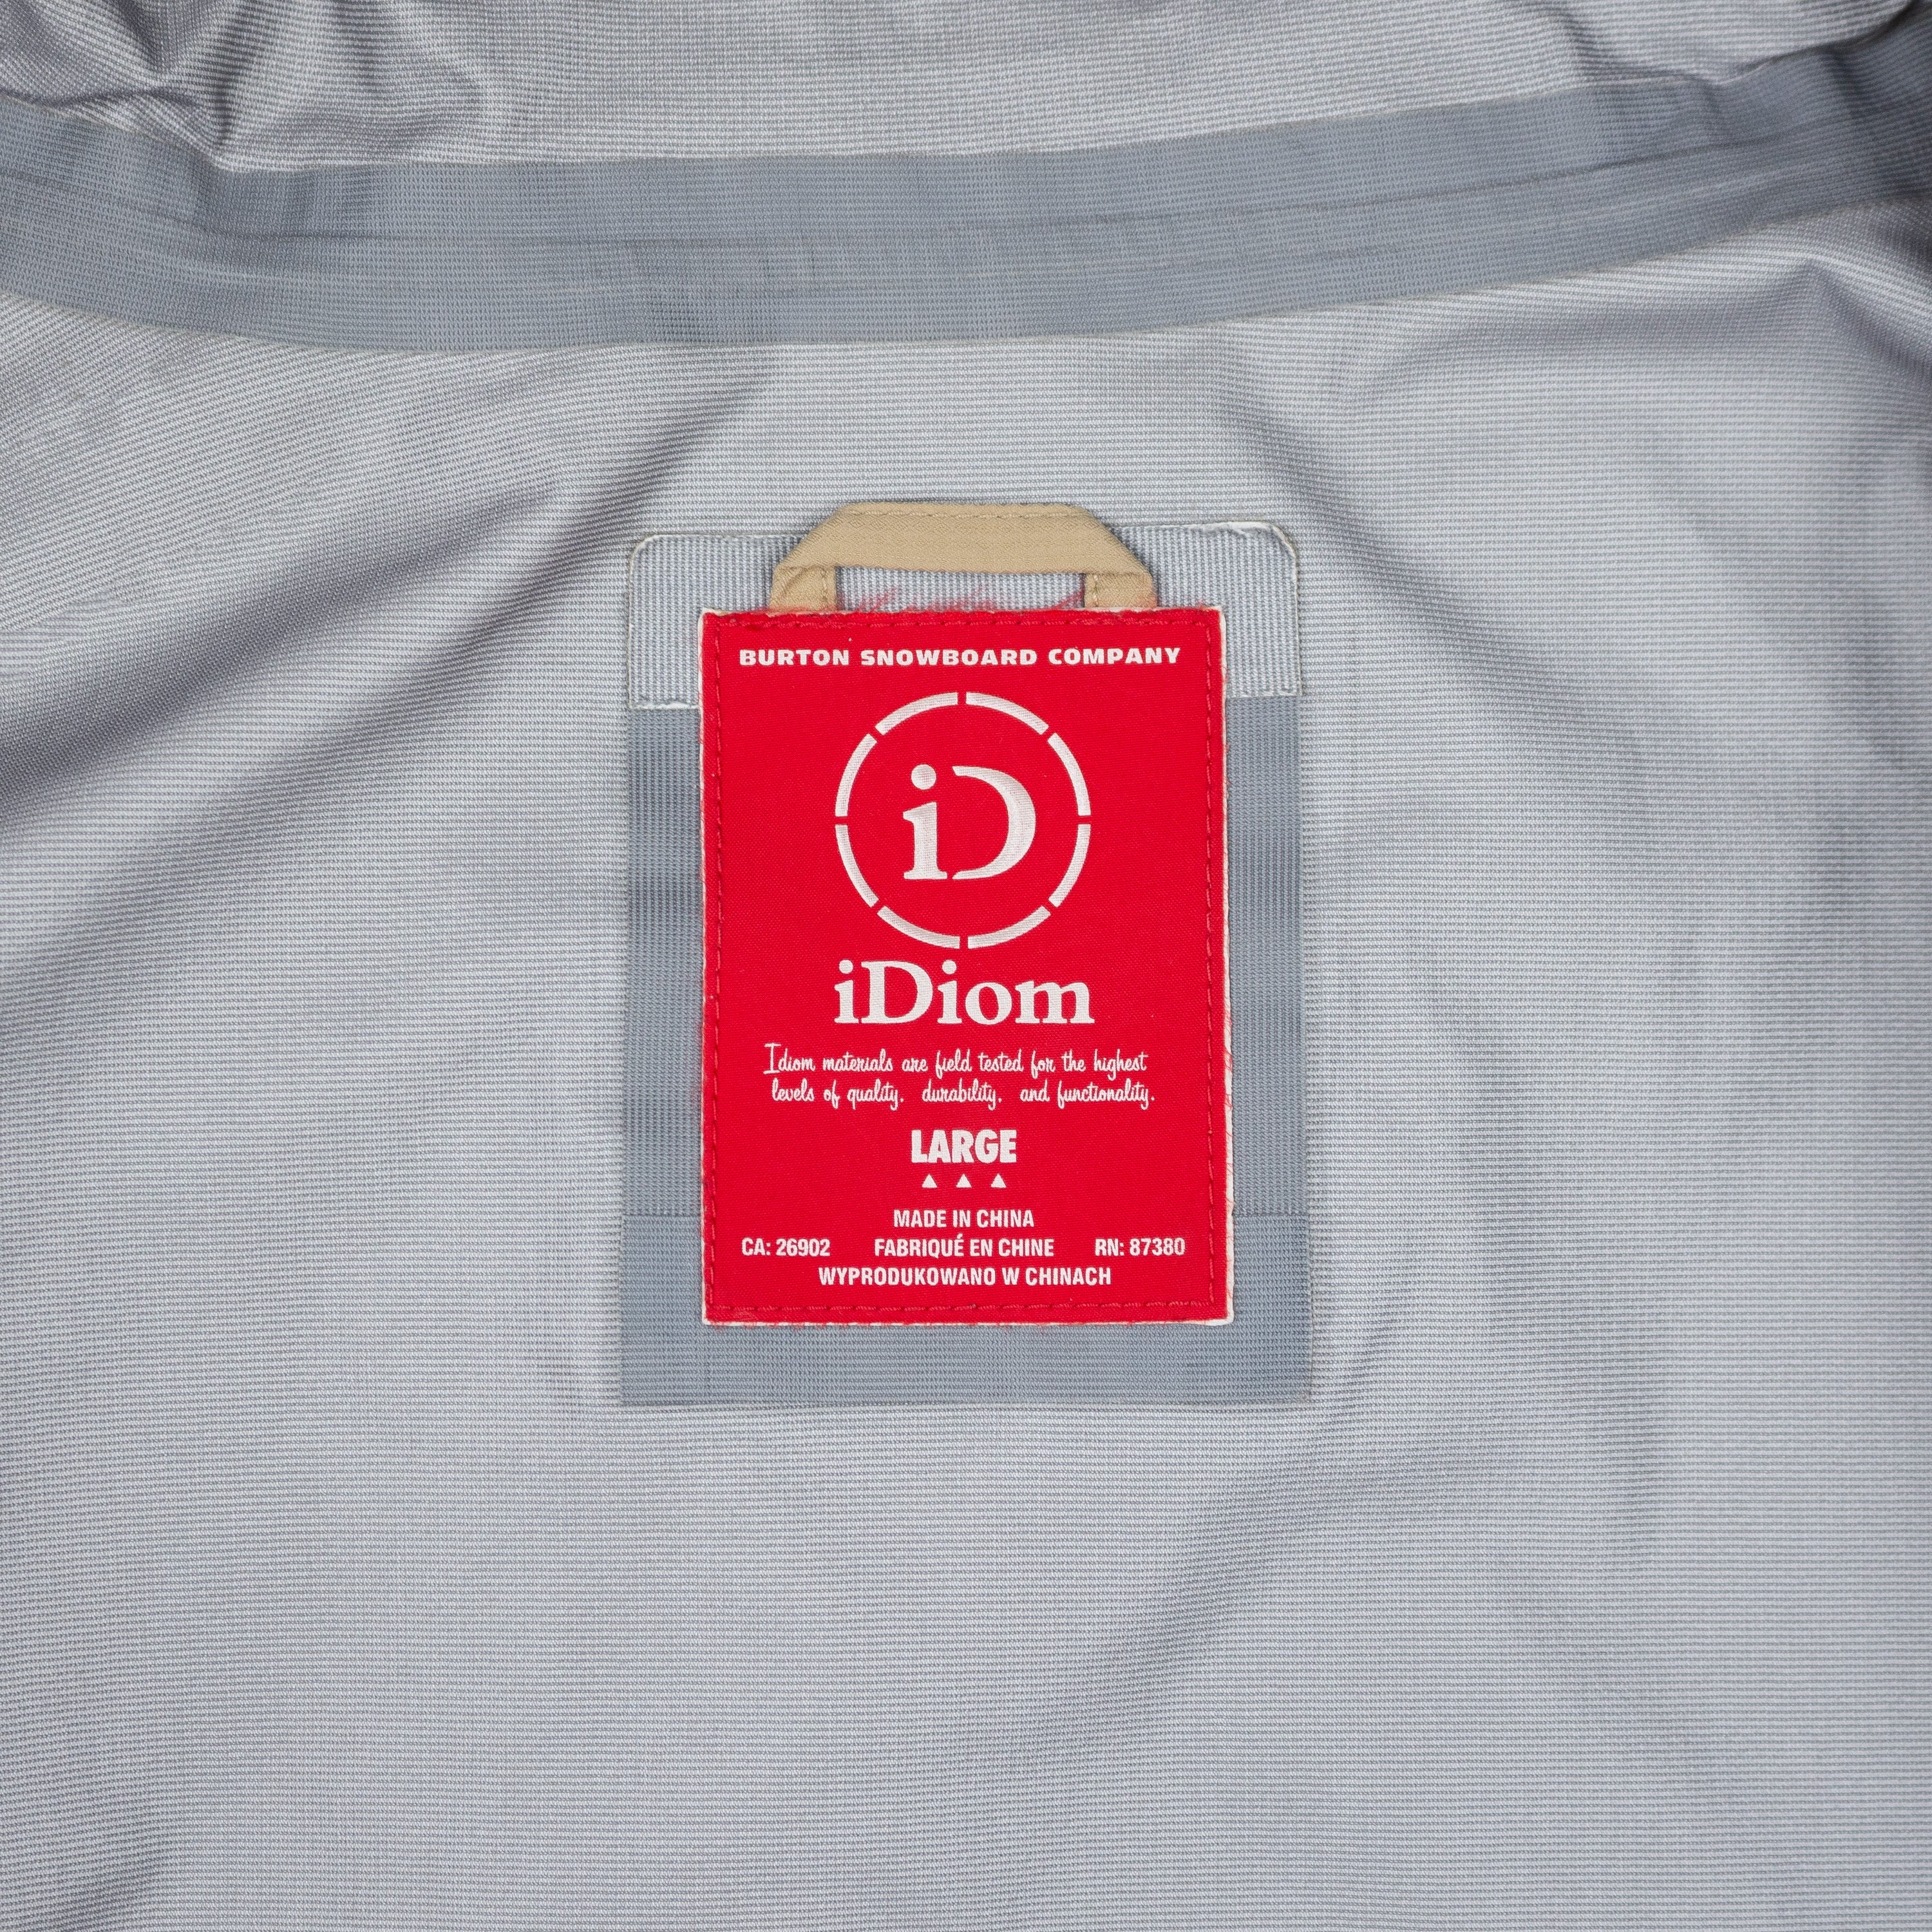 BURTON SNOWBOARD COMPANY
iD
iDiom
Idiom materials are field tested for the highest
levels of quality, durability, and functionality.
LARGE
▲ ▲ ▲
MADE IN CHINA
CA: 26902 FABRIQUÉ EN CHINE RN: 87380
WYPRODUKOWANO W CHINACH